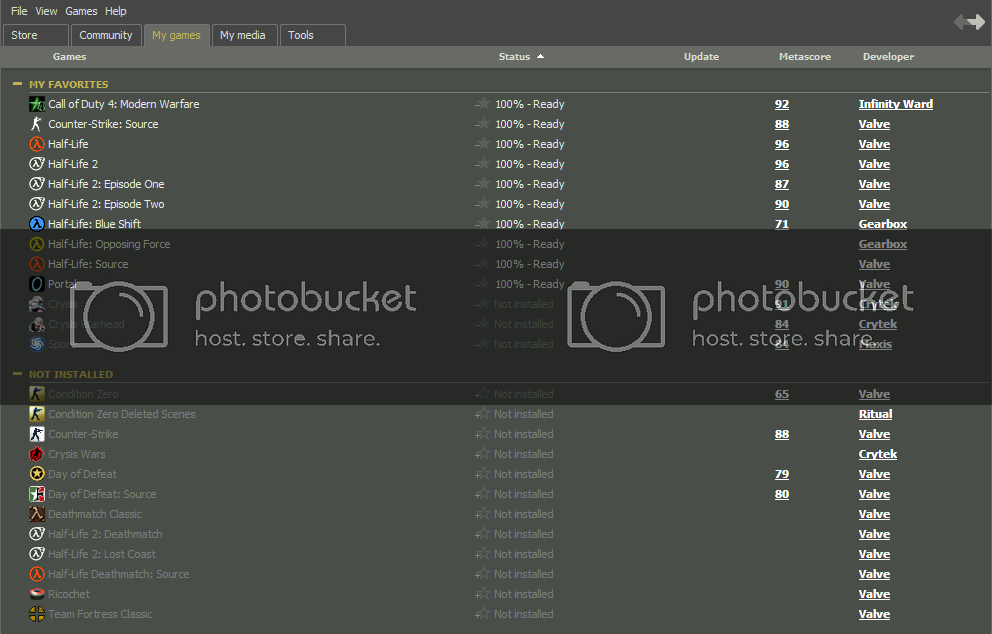 File View Games Help
Store Community My games My media Tools
Games Status Update Metascore Developer
MY FAVORITES
Call of Duty 4: Modern Warfare 100% - Ready 92 Infinity Ward
Counter-Strike: Source 100% - Ready 88 Valve
Half-Life 100% - Ready 96 Valve
Half-Life 2 100% - Ready 96 Valve
Half-Life 2: Episode One 100% - Ready 87 Valve
Half-Life 2: Episode Two 100% - Ready 90 Valve
Half-Life: Blue Shift 100% - Ready 71 Gearbox
Half-Life: Opposing Force 100% - Ready Gearbox
Half-Life: Source 100% - Ready Valve
Portal 100% - Ready 90 Valve
photobucket photobucket
Crysis Not installed 91 Crytek
Crysis Warhead Not installed 84 Crytek
host. store. share. host. store. share.
Spore Not installed 84 Maxis
NOT INSTALLED
Condition Zero Not installed 65 Valve
Condition Zero Deleted Scenes Not installed Ritual
Counter-Strike Not installed 88 Valve
Crysis Wars Not installed Crytek
Day of Defeat Not installed 79 Valve
Day of Defeat: Source Not installed 80 Valve
Deathmatch Classic Not installed Valve
Half-Life 2: Deathmatch Not installed Valve
Half-Life 2: Lost Coast Not installed Valve
Half-Life Deathmatch: Source Not installed Valve
Ricochet Not installed Valve
Team Fortress Classic Not installed Valve